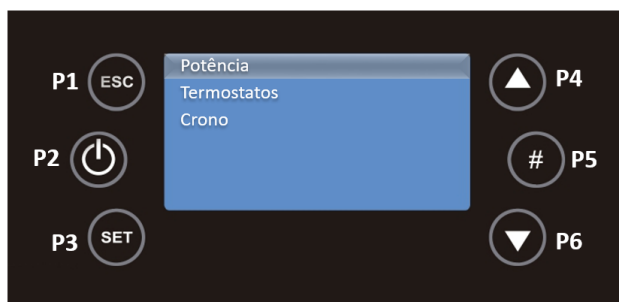 P1 ESC
P2
P3 SET
Potência
Termostatos
Crono
P4
# P5
P6